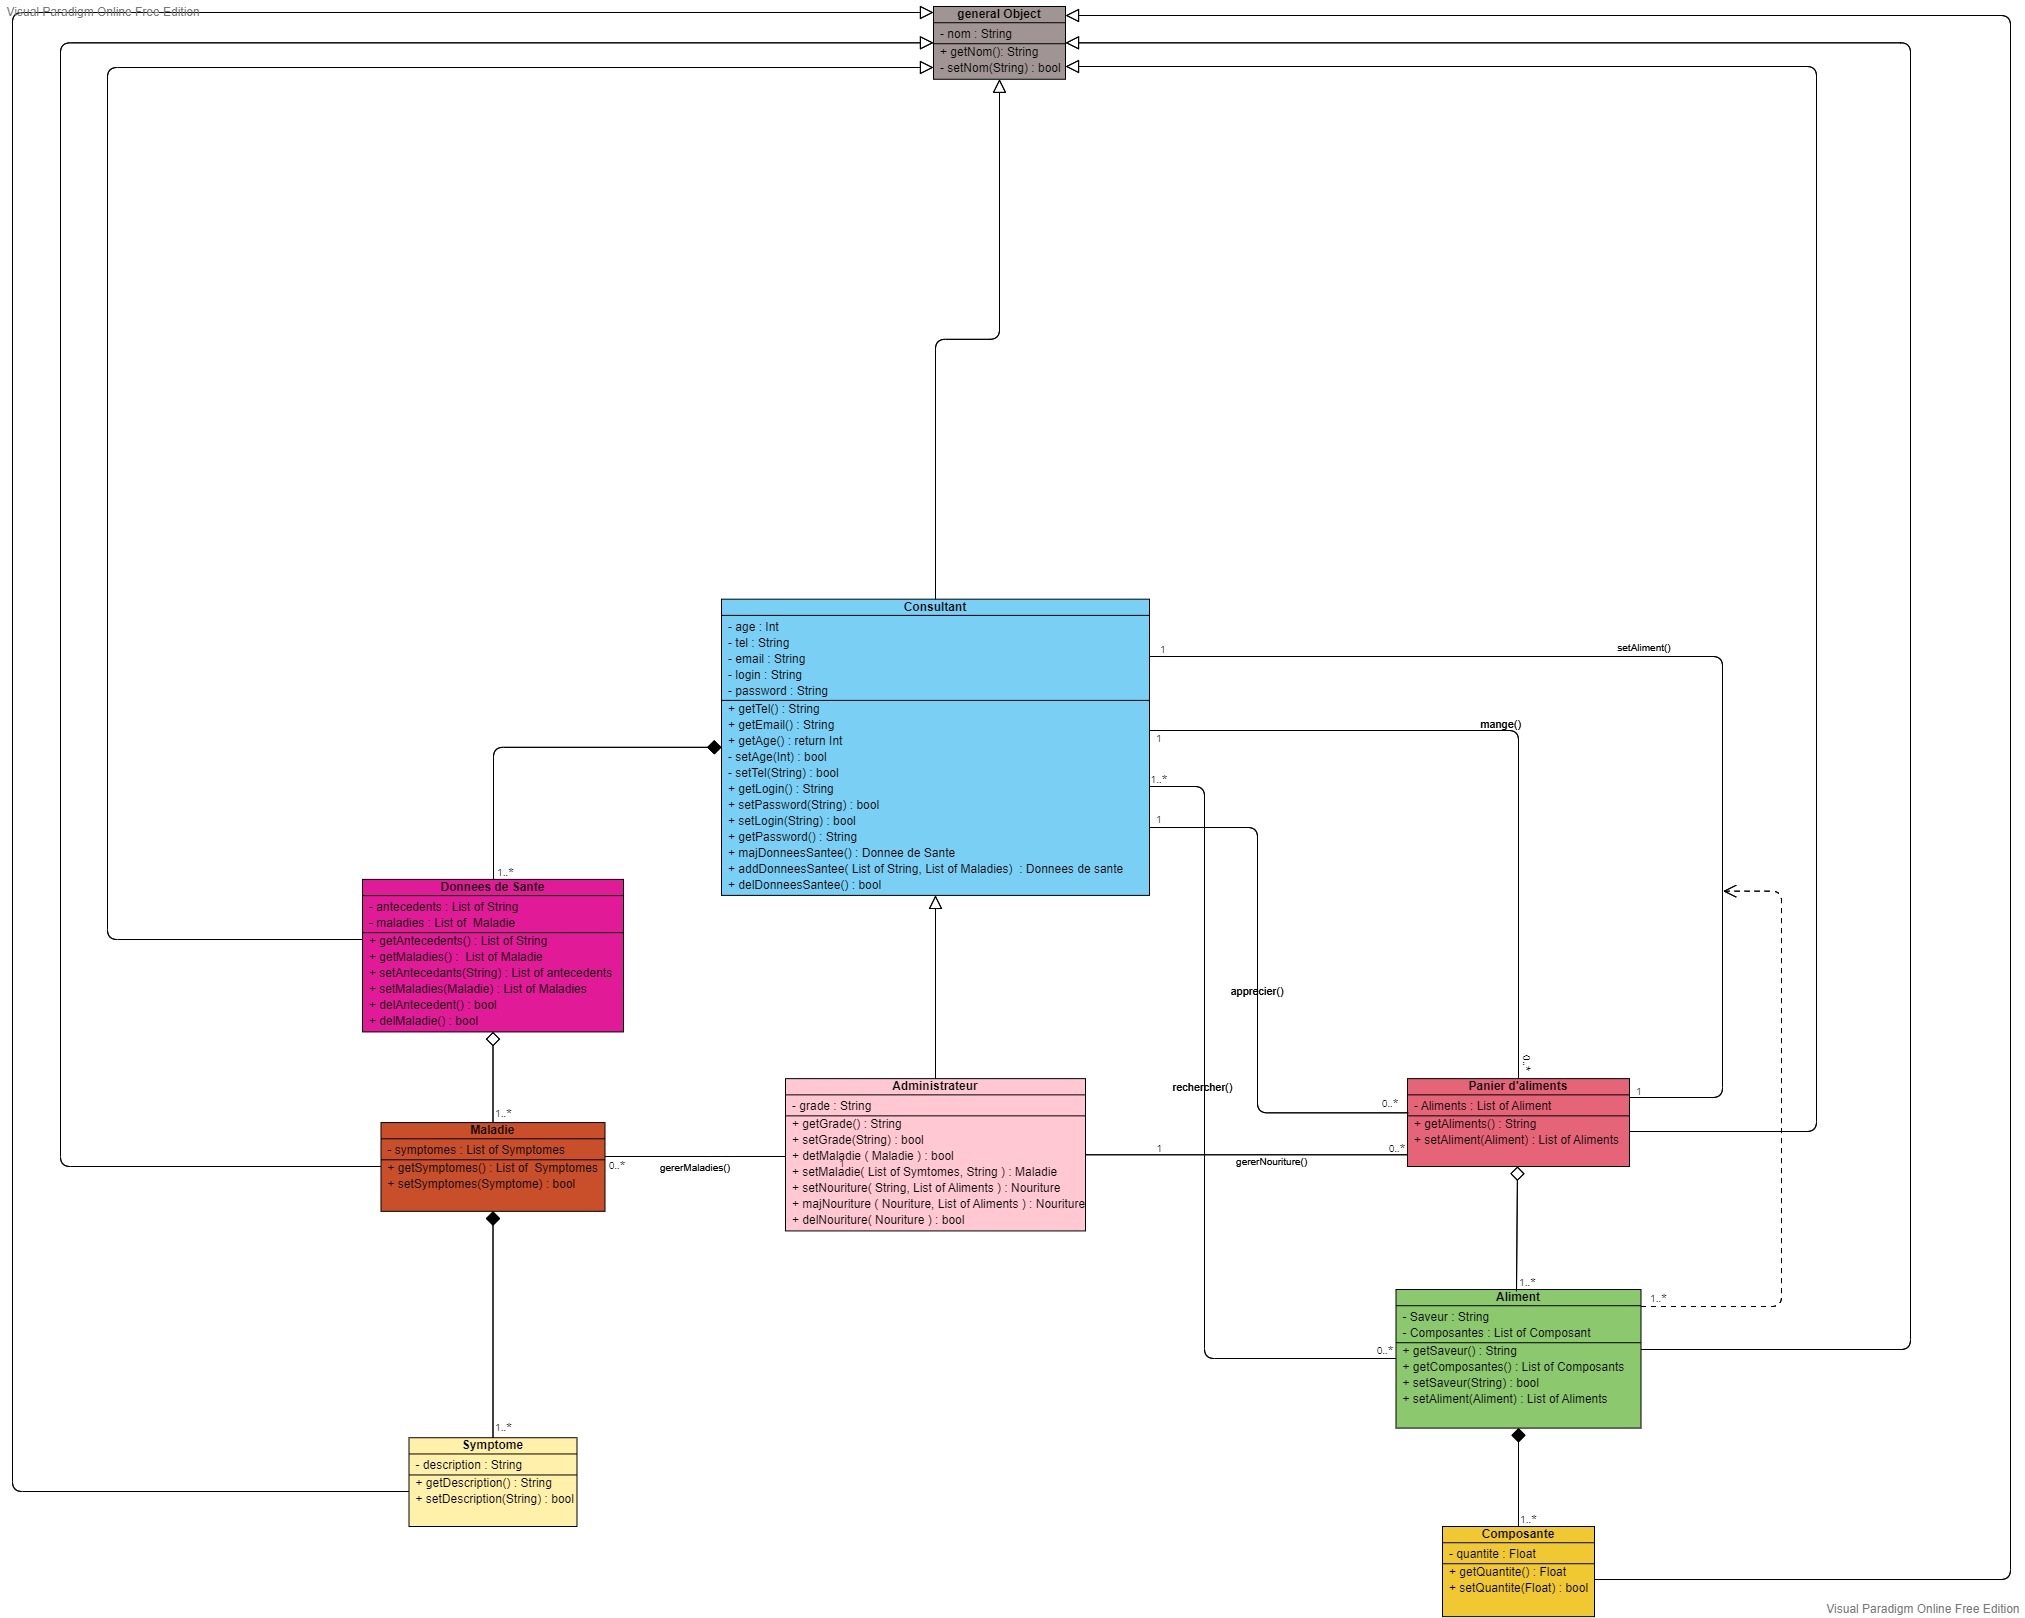 Visual Paradigm Online Free Edition
general Object
- nom : String
+ getNom(): String
- setNom(String) : bool
Consultant
- age : Int
- tel : String
- email : String
- login : String
- password : String
+ getTel() : String
+ getEmail() : String
+ getAge() : return Int
- setAge(Int) : bool
- setTel(String) : bool
+ getLogin() : String
+ setPassword(String) : bool
+ setLogin(String) : bool
+ getPassword() : String
+ majDonneesSantee() : Donnee de Sante
+ addDonneesSantee( List of String, List of Maladies)  : Donnees de sante
+ delDonneesSantee() : bool
1
setAliment()
1
mange()
1
0..*
1..*
rechercher()
0..*
1
apprecier()
0..*
1..*
Donnees de Sante
- antecedents : List of String
- maladies : List of  Maladie
+ getAntecedents() : List of String
+ getMaladies() :  List of Maladie
+ setAntecedants(String) : List of antecedents
+ setMaladies(Maladie) : List of Maladies
+ delAntecedent() : bool
+ delMaladie() : bool
1..*
Maladie
- symptomes : List of Symptomes
+ getSymptomes() : List of  Symptomes
+ setSymptomes(Symptome) : bool
0..*
gererMaladies()
Administrateur
- grade : String
+ getGrade() : String
+ setGrade(String) : bool
+ detMaladie ( Maladie ) : bool
+ setMaladie( List of Symtomes, String ) : Maladie
+ setNouriture( String, List of Aliments ) : Nouriture
+ majNouriture ( Nouriture, List of Aliments ) : Nouriture
+ delNouriture( Nouriture ) : bool
1
gererNouriture()
0..*
Panier d'aliments
- Aliments : List of Aliment
+ getAliments() : String
+ setAliment(Aliment) : List of Aliments
1..*
Aliment
- Saveur : String
- Composantes : List of Composant
+ getSaveur() : String
+ getComposantes() : List of Composants
+ setSaveur(String) : bool
+ setAliment(Aliment) : List of Aliments
1..*
1..*
Symptome
- description : String
+ getDescription() : String
+ setDescription(String) : bool
1..*
Composante
- quantite : Float
+ getQuantite() : Float
+ setQuantite(Float) : bool
Visual Paradigm Online Free Edition